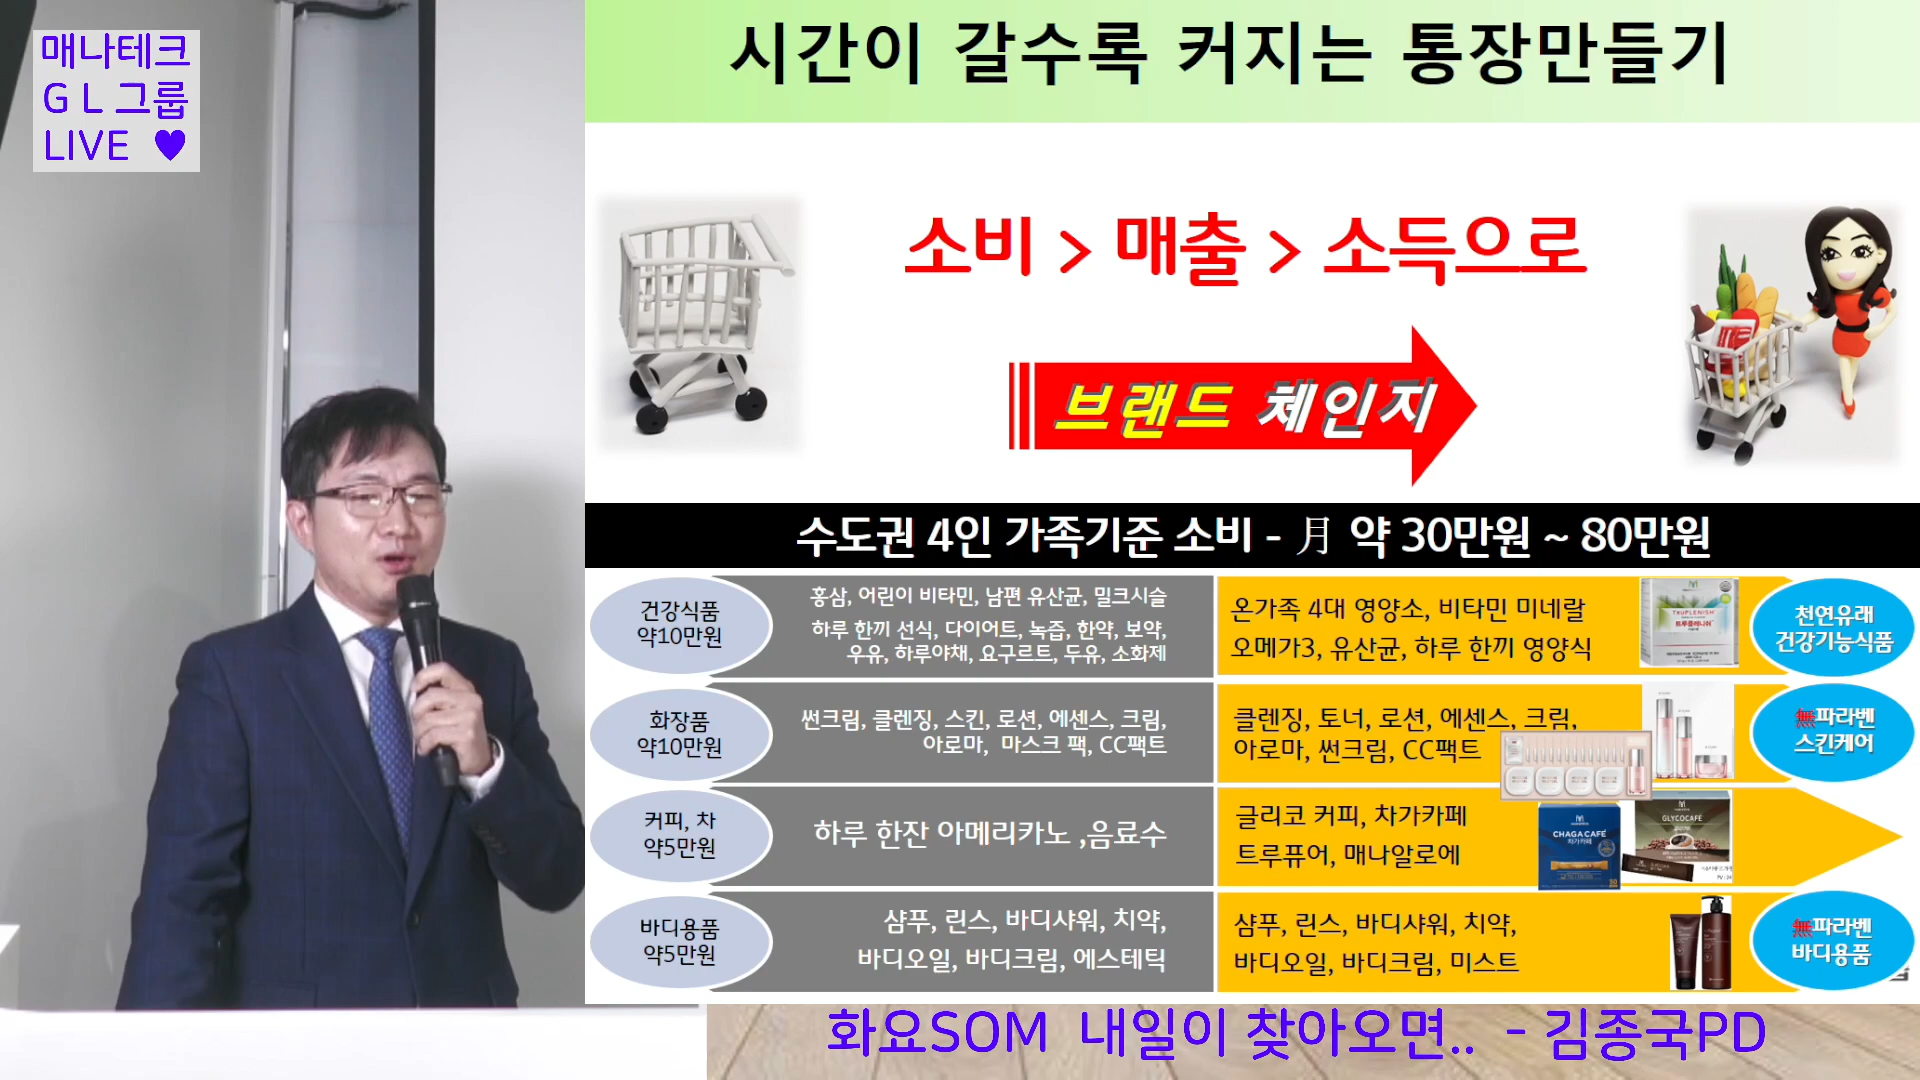 매나테크
G L 그룹
LIVE ♥
시간이 갈수록 커지는 통장만들기
소비 > 매출 > 소득으로
브랜드 체인지
수도권 4인 가족기준 소비 - 月 약 30만원 ~ 80만원
건강식품
약10만원
홍삼, 어린이 비타민, 남편 유산균, 밀크시슬
하루 한끼 선식, 다이어트, 녹즙, 한약, 보약,
우유, 하루야채, 요구르트, 두유, 소화제
온가족 4대 영양소, 비타민 미네랄
오메가3, 유산균, 하루 한끼 영양식
TRUPLENISH
트루플레니쉬
천연유래
건강기능식품
화장품
약10만원
썬크림, 클렌징, 스킨, 로션, 에센스, 크림,
아로마, 마스크 팩, CC팩트
클렌징, 토너, 로션, 에센스, 크림,
아로마, 썬크림, CC팩트
無파라벤
스킨케어
커피, 차
약5만원
하루 한잔 아메리카노 ,음료수
글리코 커피, 차가카페
트루퓨어, 매나알로에
CHAGA CAFÉ
차가카페
GLYCOCAFÉ
바디용품
약5만원
샴푸, 린스, 바디샤워, 치약,
바디오일, 바디크림, 에스테틱
샴푸, 린스, 바디샤워, 치약,
바디오일, 바디크림, 미스트
無파라벤
바디용품
화요SOM 내일이 찾아오면.. - 김종국PD